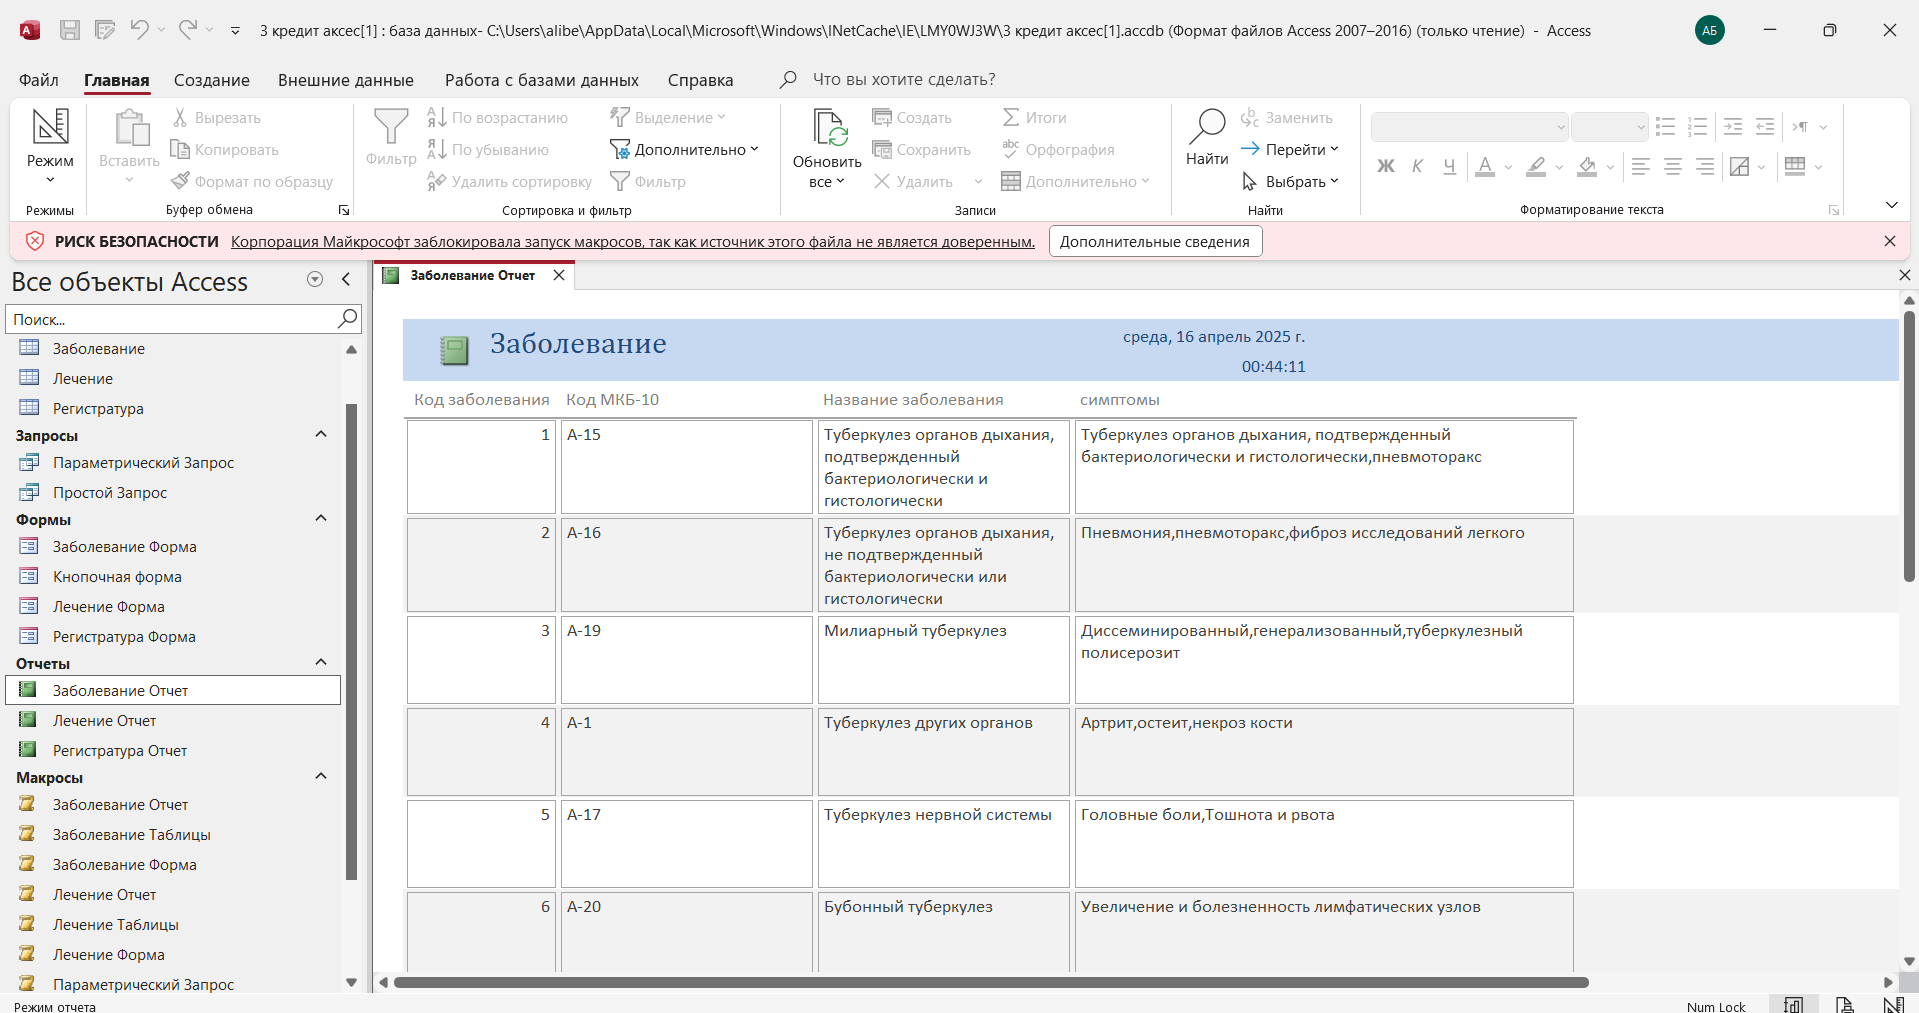 3 кредит аксес[1] : база данных- C:\Users\alibe\AppData\Local\Microsoft\Windows\INetCache\IE\LMY0WJ3W\3 кредит аксес[1].accdb (Формат файлов Access 2007–2016) (только чтение) - Access
АБ
Файл Главная Создание Внешние данные Работа с базами данных Справка Что вы хотите сделать?
Режим
Режимы
Вставить
Вырезать
Копировать
Формат по образцу
Буфер обмена
Фильтр
По возрастанию
По убыванию
Удалить сортировку
Выделение
Дополнительно
Фильтр
Сортировка и фильтр
Обновить
все
Создать
Сохранить
Удалить
Итоги
Орфография
Дополнительно
Записи
Найти
Заменить
Перейти
Выбрать
Найти
Ж К Ч А
Форматирование текста
РИСК БЕЗОПАСНОСТИ Корпорация Майкрософт заблокировала запуск макросов, так как источник этого файла не является доверенным. Дополнительные сведения
Все объекты Access
Поиск...
Заболевание
Лечение
Регистратура
Запросы
Параметрический Запрос
Простой Запрос
Формы
Заболевание Форма
Кнопочная форма
Лечение Форма
Регистратура Форма
Отчеты
Заболевание Отчет
Лечение Отчет
Регистратура Отчет
Макросы
Заболевание Отчет
Заболевание Таблицы
Заболевание Форма
Лечение Отчет
Лечение Таблицы
Лечение Форма
Параметрический Запрос
Заболевание Отчет
Заболевание
среда, 16 апрель 2025 г.
00:44:11
Код заболевания Код МКБ-10 Название заболевания симптомы
1 А-15
Туберкулез органов дыхания,
подтвержденный
бактериологически и
гистологически
Туберкулез органов дыхания, подтвержденный
бактериологически и гистологически,пневмоторакс
2 А-16
Туберкулез органов дыхания,
не подтвержденный
бактериологически или
гистологически
Пневмония,пневмоторакс,фиброз исследований легкого
3 А-19
Милиарный туберкулез
Диссеминированный,генерализованный,туберкулезный
полисерозит
4 А-1
Туберкулез других органов
Артрит,остеит,некроз кости
5 А-17
Туберкулез нервной системы
Головные боли,Тошнота и рвота
6 А-20
Бубонный туберкулез
Увеличение и болезненность лимфатических узлов
Режим отчета
Num Lock